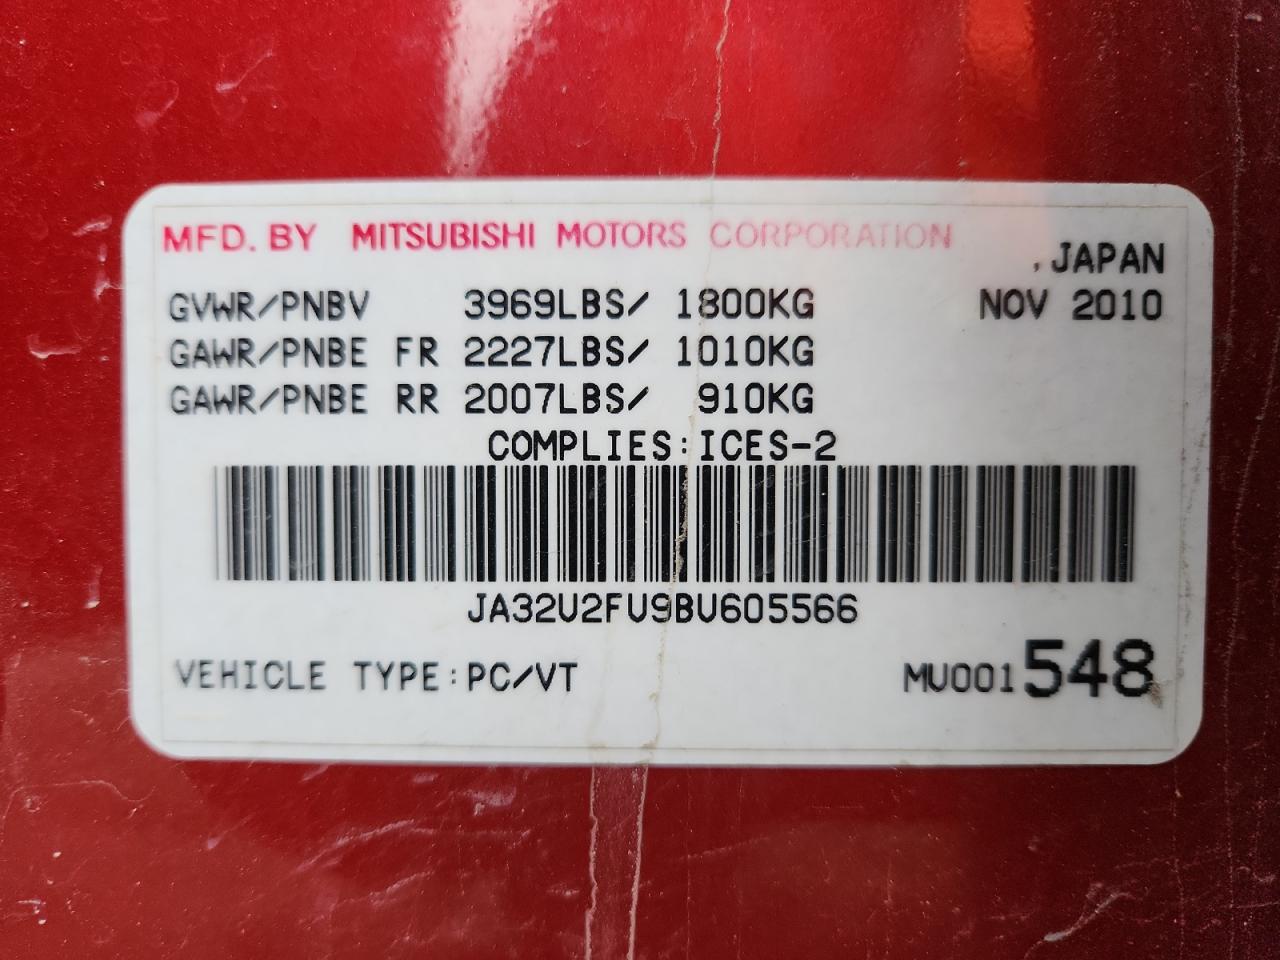 MFD. BY MITSUBISHI MOTORS CORPORATION
, JAPAN
GVWR/PNBV 3969LBS/ 1800KG NOV 2010
GAWR/PNBE FR 2227LBS/ 1010KG
GAWR/PNBE RR 2007LBS/ 910KG
COMPLIES:ICES-2
JA32U2FU9BU605566
VEHICLE TYPE:PC/VT MU001548